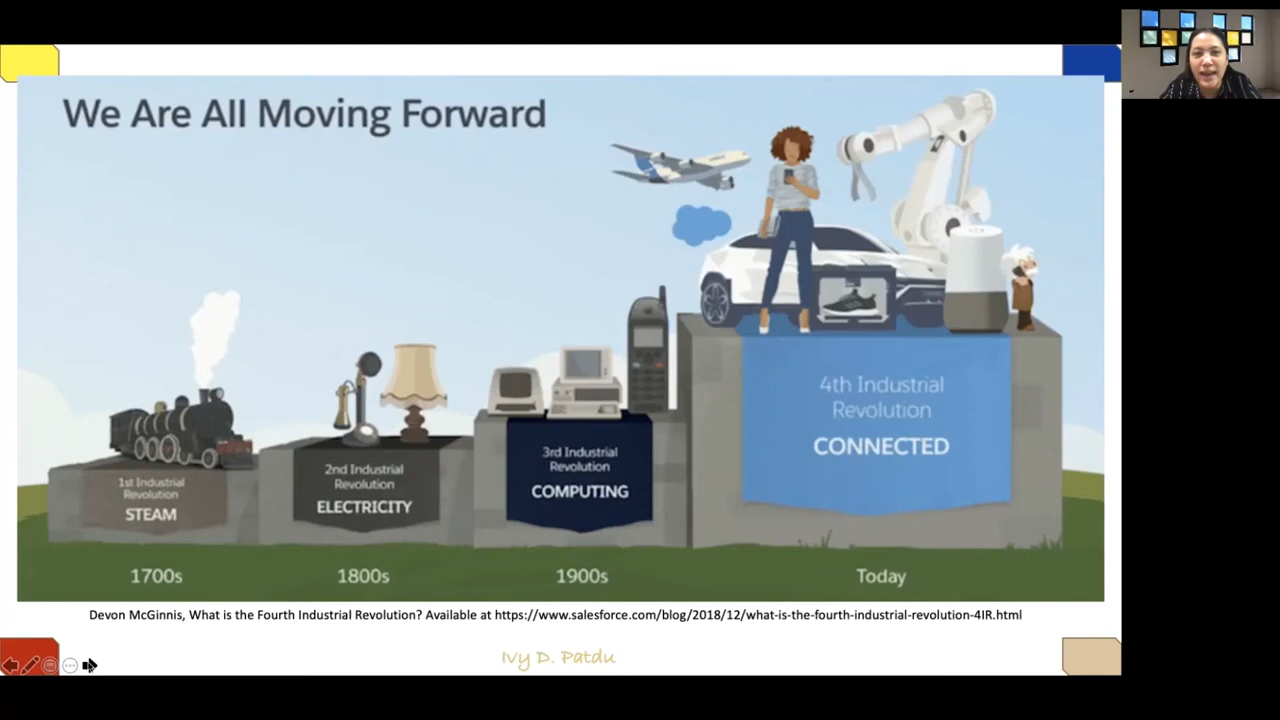 We Are All Moving Forward
1st Industrial
Revolution
STEAM
2nd Industrial
Revolution
ELECTRICITY
3rd Industrial
Revolution
COMPUTING
4th Industrial
Revolution
CONNECTED
1700s
1800s
1900s
Today
Devon McGinnis, What is the Fourth Industrial Revolution? Available at https://www.salesforce.com/blog/2018/12/what-is-the-fourth-industrial-revolution-4IR.html
Ivy D. Patdu